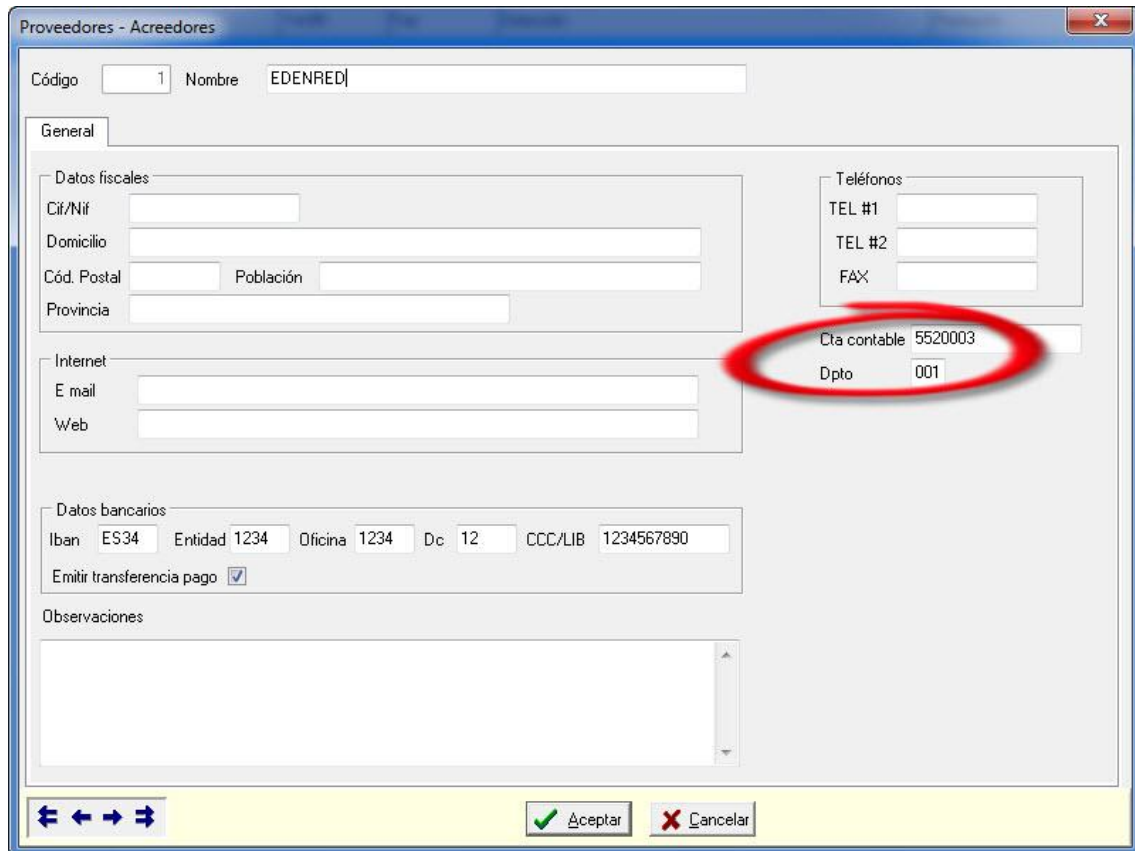 Proveedores - Acreedores
Código 1 Nombre EDENRED
General
Datos fiscales
Cif/Nif
Domicilio
Cód. Postal Población
Provincia
Teléfonos
TEL #1
TEL #2
FAX
Cta contable 5520003
Dpto 001
Internet
E mail
Web
Datos bancarios
Iban ES34 Entidad 1234 Oficina 1234 Dc 12 CCC/LIB 1234567890
Emitir transferencia pago
Observaciones
Aceptar Cancelar